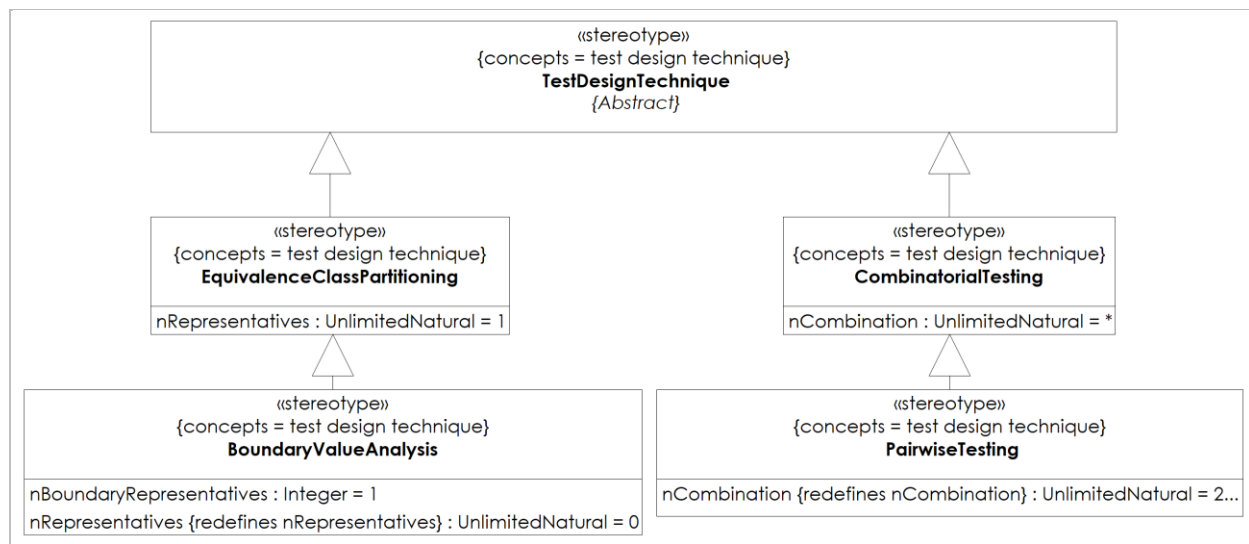 «stereotype»
{concepts = test design technique}
TestDesignTechnique
{Abstract}
«stereotype»
{concepts = test design technique}
EquivalenceClassPartitioning
nRepresentatives : UnlimitedNatural = 1
«stereotype»
{concepts = test design technique}
CombinatorialTesting
nCombination : UnlimitedNatural = *
«stereotype»
{concepts = test design technique}
BoundaryValueAnalysis
nBoundaryRepresentatives : Integer = 1
nRepresentatives {redefines nRepresentatives} : UnlimitedNatural = 0
«stereotype»
{concepts = test design technique}
PairwiseTesting
nCombination {redefines nCombination} : UnlimitedNatural = 2...